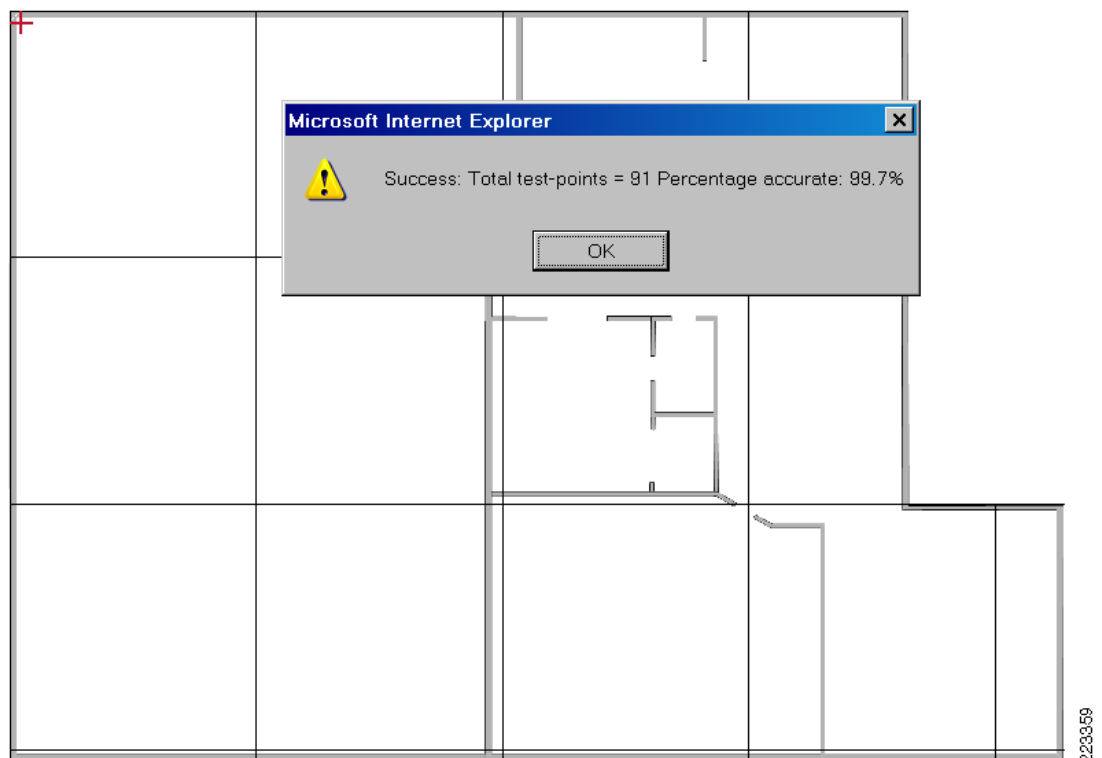 Microsoft Internet Explorer
Success: Total test-points = 91 Percentage accurate: 99.7%
OK
223359